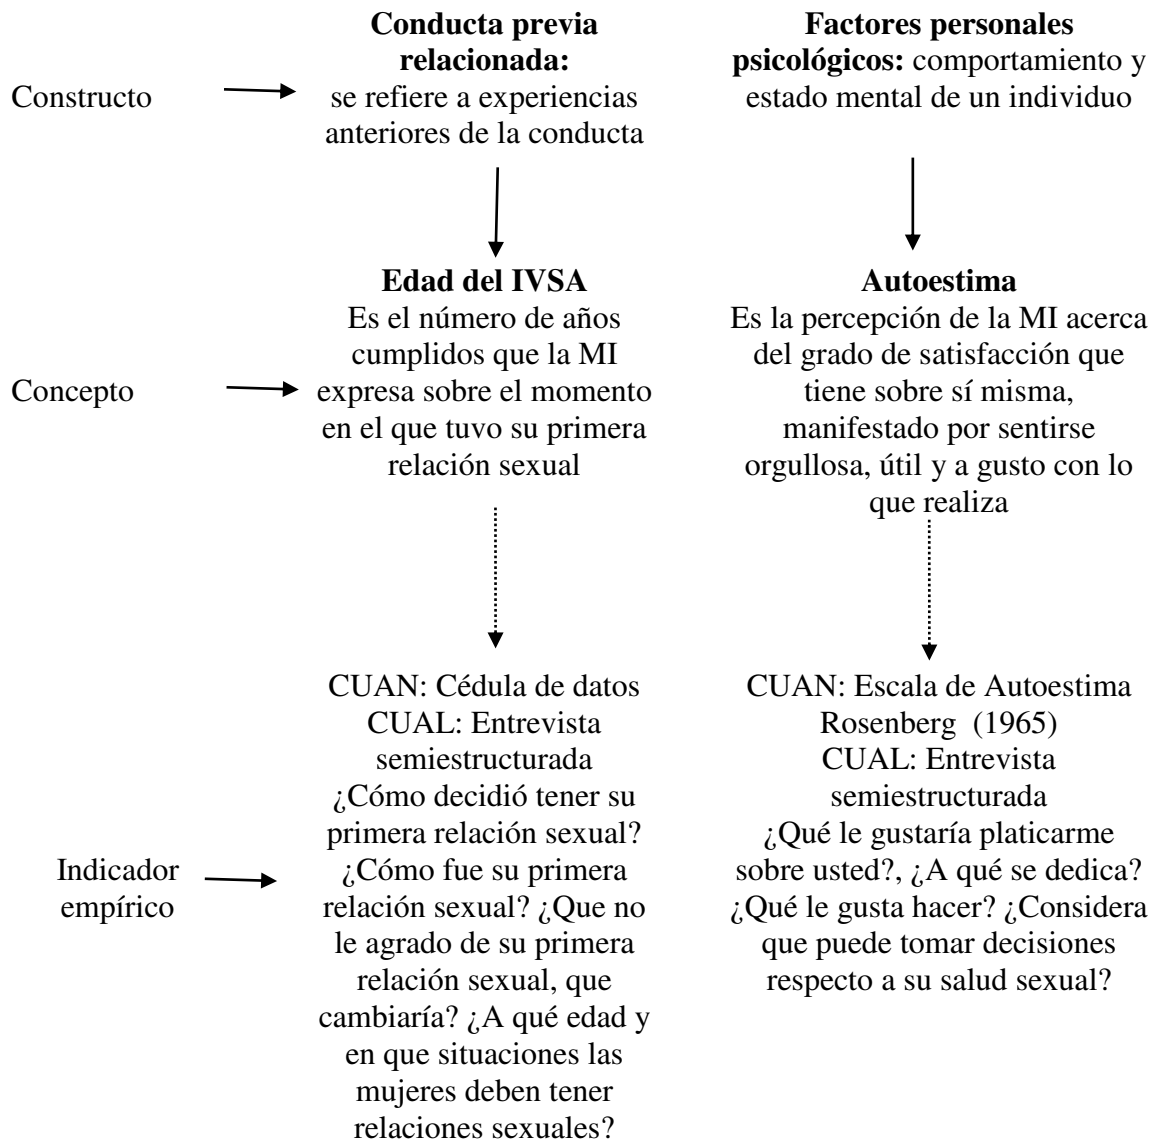 Conducta previa
relacionada:
se refiere a experiencias
anteriores de la conducta
Factores personales
psicológicos: comportamiento y
estado mental de un individuo
Constructo
Edad del IVSA
Es el número de años
cumplidos que la MI
expresa sobre el momento
en el que tuvo su primera
relación sexual
Autoestima
Es la percepción de la MI acerca
del grado de satisfacción que
tiene sobre sí misma,
manifestado por sentirse
orgullosa, útil y a gusto con lo
que realiza
Concepto
CUAN: Cédula de datos
CUAL: Entrevista
semiestructurada
¿Cómo decidió tener su
primera relación sexual?
¿Cómo fue su primera
relación sexual? ¿Que no
le agrado de su primera
relación sexual, que
cambiaría? ¿A qué edad y
en que situaciones las
mujeres deben tener
relaciones sexuales?
CUAN: Escala de Autoestima
Rosenberg (1965)
CUAL: Entrevista
semiestructurada
¿Qué le gustaría platicarme
sobre usted?, ¿A qué se dedica?
¿Qué le gusta hacer? ¿Considera
que puede tomar decisiones
respecto a su salud sexual?
Indicador
empírico